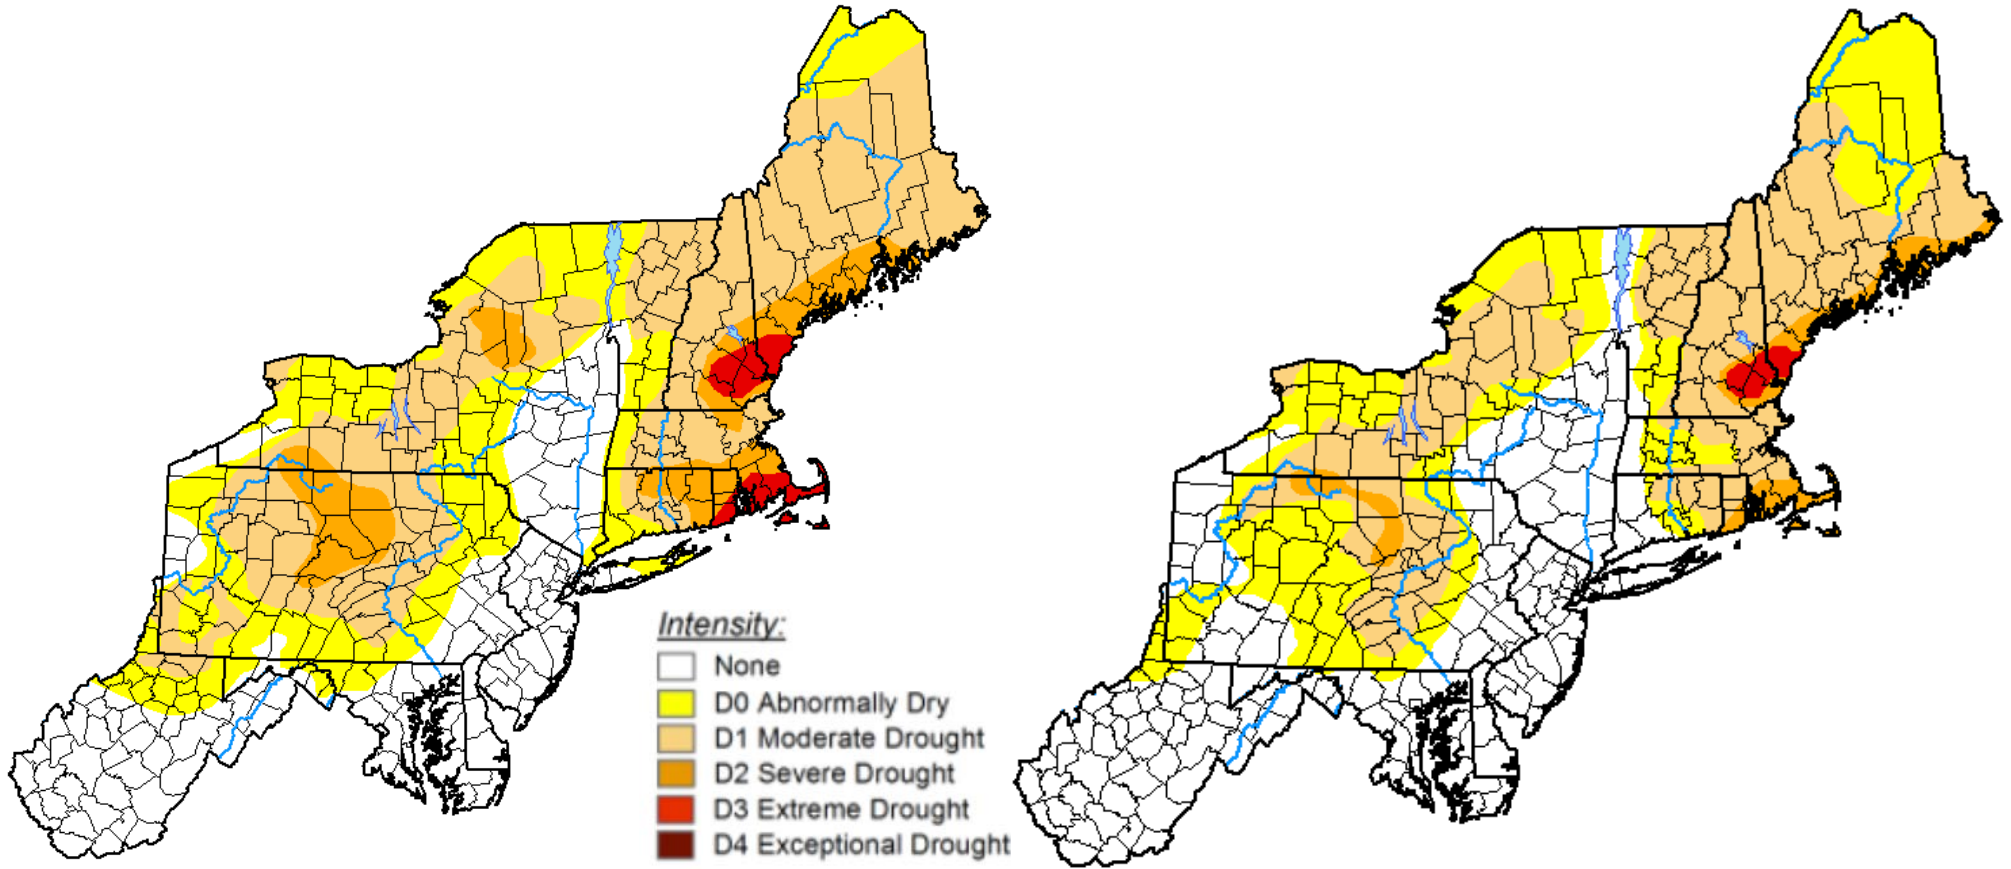 Intensity:
None
D0 Abnormally Dry
D1 Moderate Drought
D2 Severe Drought
D3 Extreme Drought
D4 Exceptional Drought